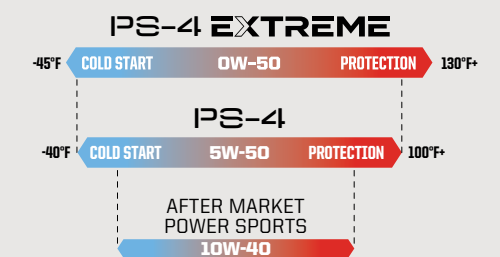 PS-4 EXTREME
-45°F COLD START 0W-50 PROTECTION 130°F+
PS-4
-40°F COLD START 5W-50 PROTECTION 100°F+
AFTER MARKET
POWER SPORTS
10W-40